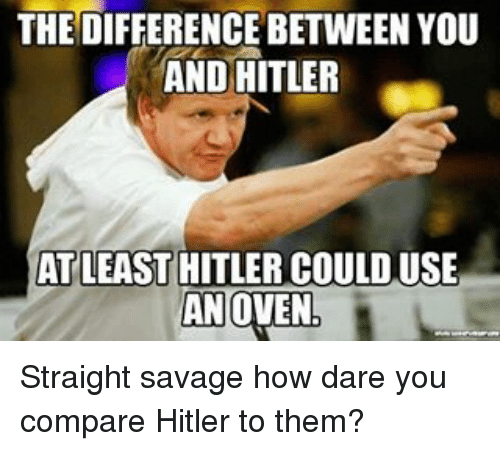 THE DIFFERENCE BETWEEN YOU
AND HITLER
AT LEAST HITLER COULD USE
AN OVEN.
Straight savage how dare you
compare Hitler to them?